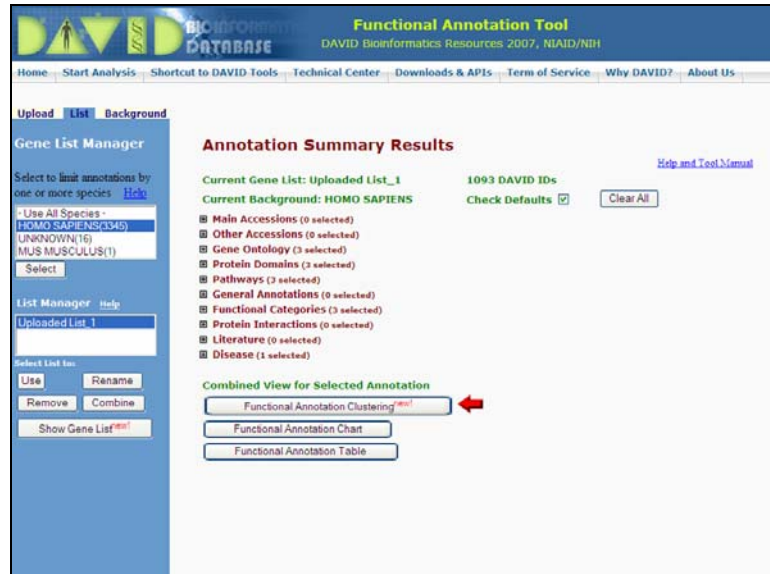 DAVID BIOINFORMATICS DATABASE
Functional Annotation Tool
DAVID Bioinformatics Resources 2007, NIAID/NIH
Home Start Analysis Shortcut to DAVID Tools Technical Center Downloads & APIs Term of Service Why DAVID? About Us
Upload List Background
Gene List Manager
Select to limit annotations by
one or more species Help
- Use All Species -
HOMO SAPIENS(3345)
UNKNOWN(16)
MUS MUSCULUS(1)
Select
List Manager Help
Uploaded List_1
Select List to:
Use Rename
Remove Combine
Show Gene List new!
Annotation Summary Results
Help and Tool Manual
Current Gene List: Uploaded List_1 1093 DAVID IDs
Current Background: HOMO SAPIENS Check Defaults Clear All
Main Accessions (0 selected)
Other Accessions (0 selected)
Gene Ontology (3 selected)
Protein Domains (3 selected)
Pathways (3 selected)
General Annotations (0 selected)
Functional Categories (3 selected)
Protein Interactions (0 selected)
Literature (0 selected)
Disease (1 selected)
Combined View for Selected Annotation
Functional Annotation Clustering new!
Functional Annotation Chart
Functional Annotation Table